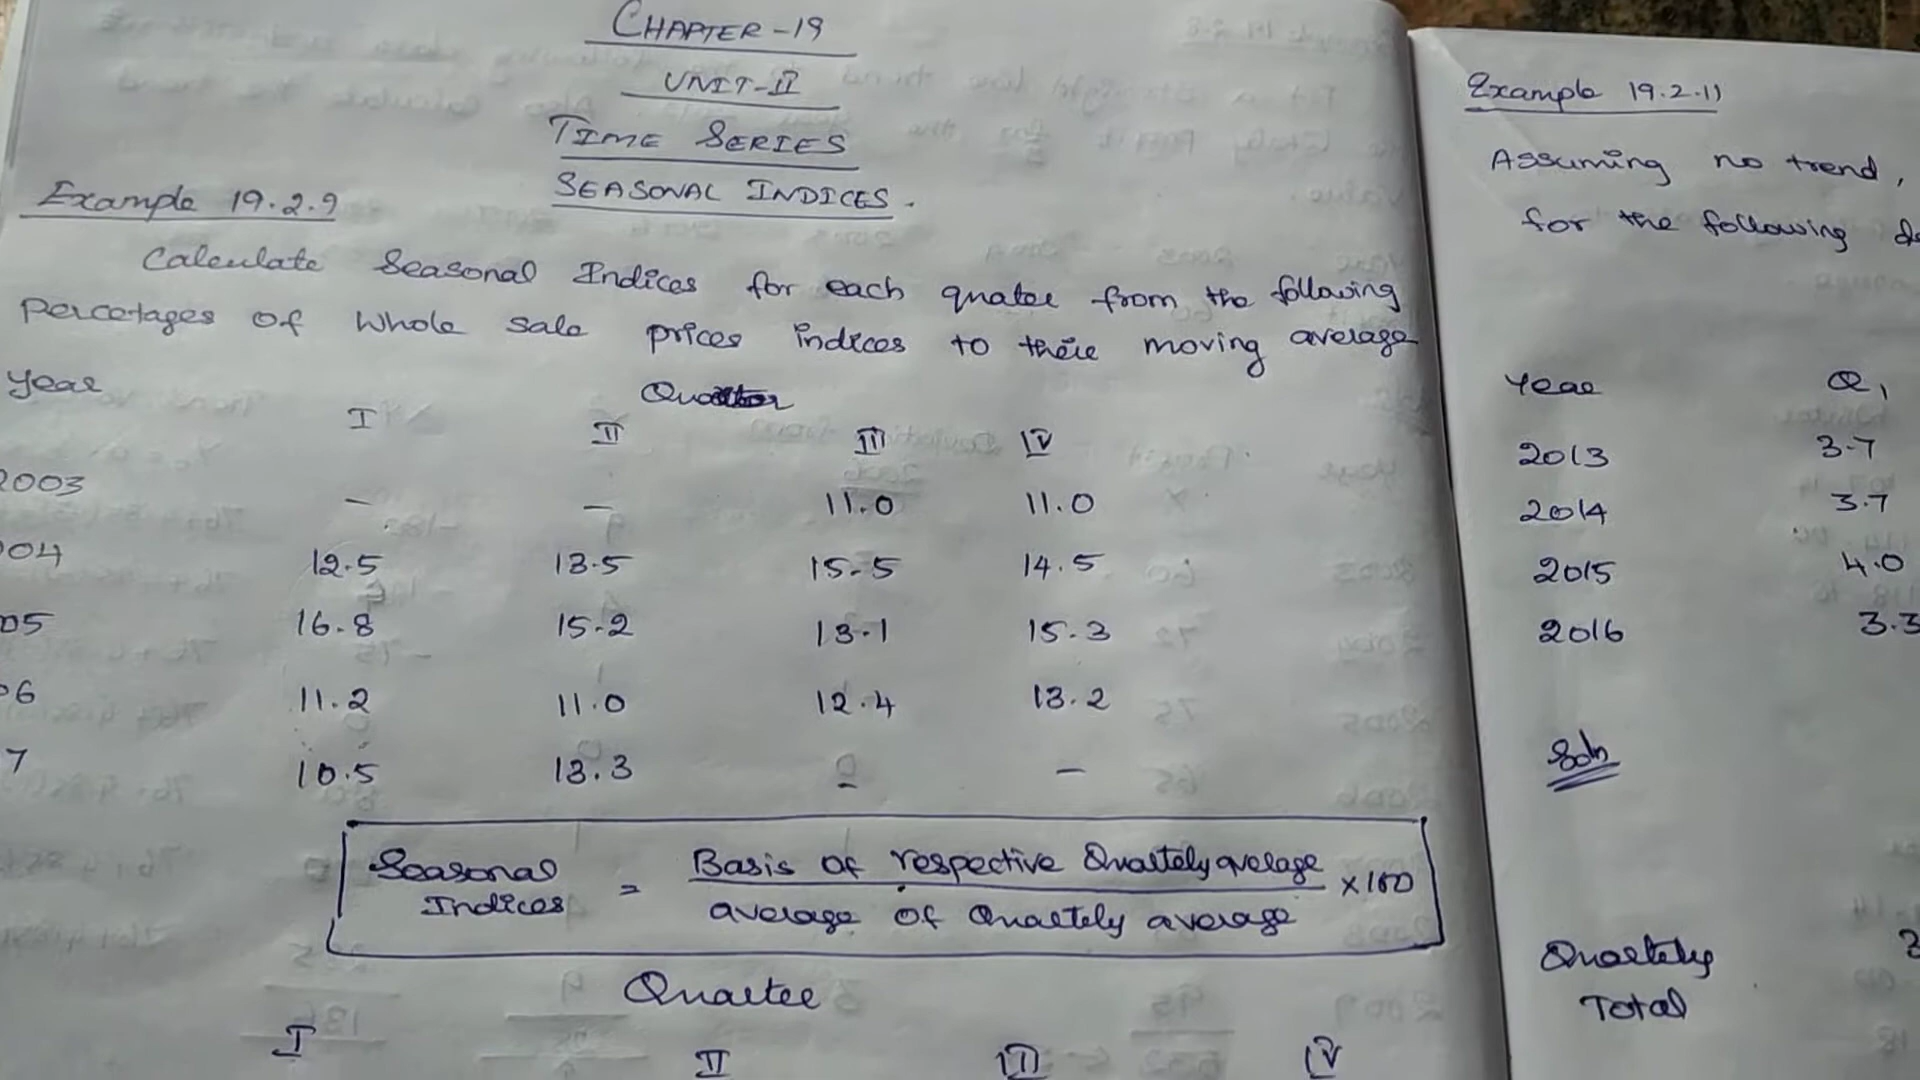 CHAPTER-19
UNIT-II
TIME SERIES
SEASONAL INDICES.
Example 19.2.9
Calculate Seasonal Indices for each quater from the following
Percetages of Whole sale prices indices to their moving average
Year Quator
I II III IV
2003 – – 11.0 11.0
04 12.5 13.5 15.5 14.5
05 16.8 15.2 13.1 15.3
06 11.2 11.0 12.4 13.2
7 10.5 13.3 – –
Seasonal Indices = Basis of respective Quartely average / average of Quartely average × 100
Quarter
I II III IV
Example 19.2.11
Assuming no trend,
for the following
Year Q1
2013 3.7
2014 3.7
2015 4.0
2016 3.3
Soln
Quartely
Total